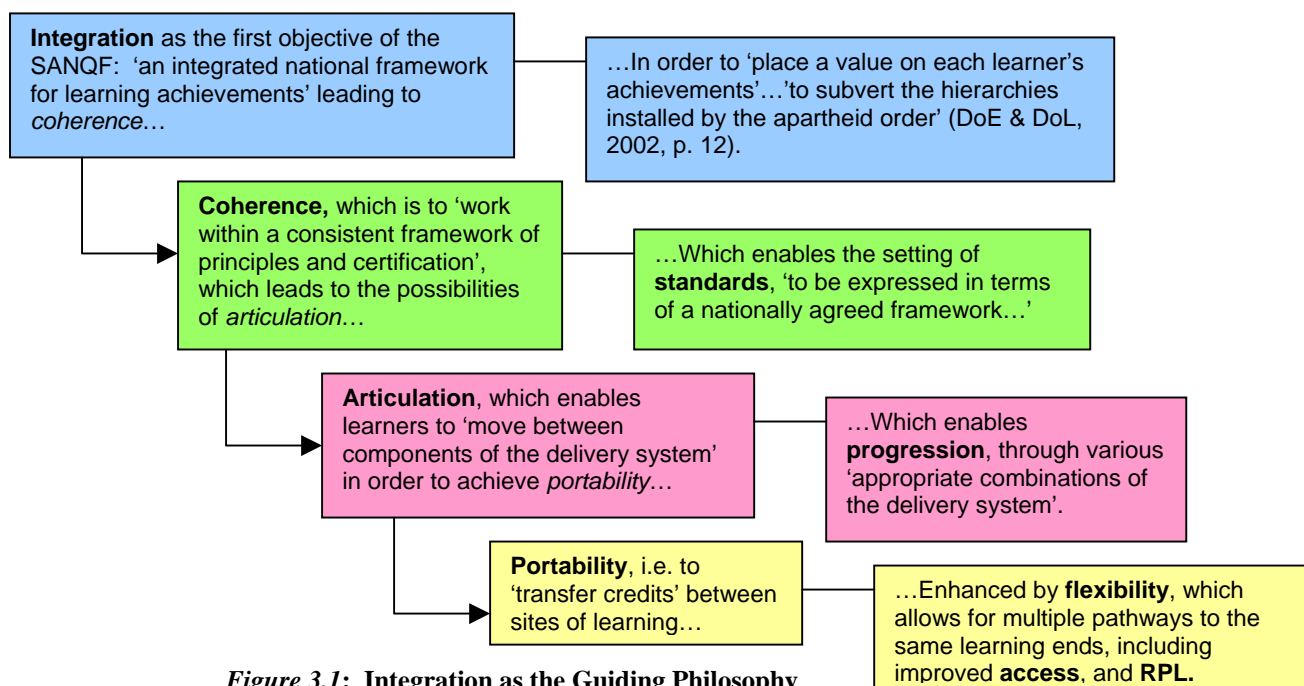 Integration as the first objective of the
SANQF: ‘an integrated national framework
for learning achievements’ leading to
coherence…
…In order to ‘place a value on each learner’s
achievements’…’to subvert the hierarchies
installed by the apartheid order’ (DoE & DoL,
2002, p. 12).
Coherence, which is to ‘work
within a consistent framework of
principles and certification’,
which leads to the possibilities
of articulation…
…Which enables the setting of
standards, ‘to be expressed in terms
of a nationally agreed framework…’
Articulation, which enables
learners to ‘move between
components of the delivery system’
in order to achieve portability…
…Which enables
progression, through various
‘appropriate combinations of
the delivery system’.
Portability, i.e. to
‘transfer credits’ between
sites of learning…
…Enhanced by flexibility, which
allows for multiple pathways to the
same learning ends, including
improved access, and RPL.
Figure 3.1: Integration as the Guiding Philosophy